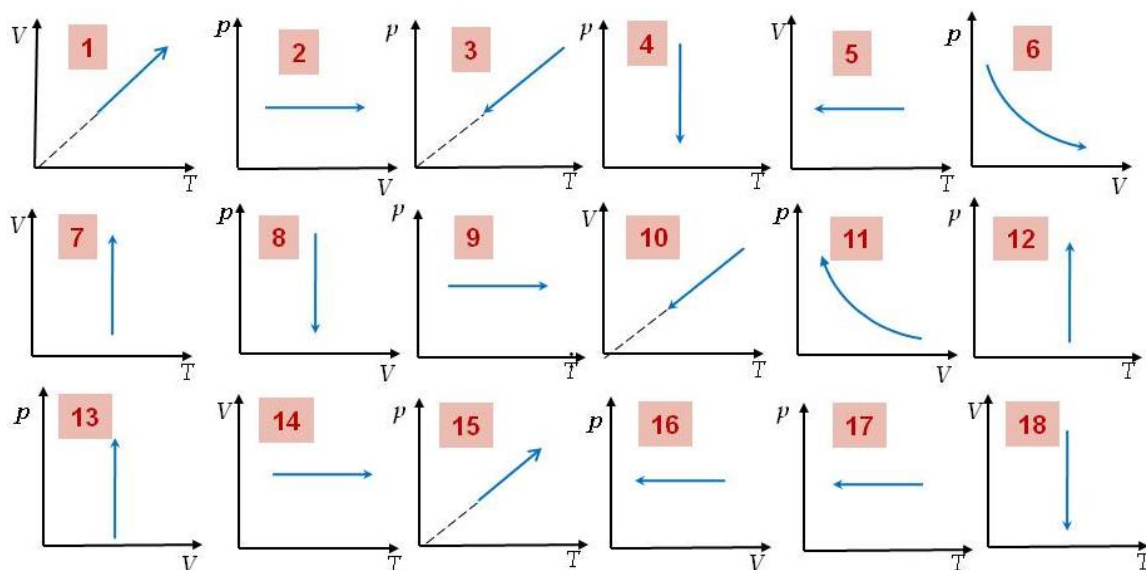 V 1 T
p 2 V
p 3 T
p 4 T
V 5 T
p 6 V
V 7 T
p 8 V
p 9 T
V 10 T
p 11 V
p 12 T
p 13 V
V 14 T
p 15 T
p 16 V
p 17 T
V 18 T